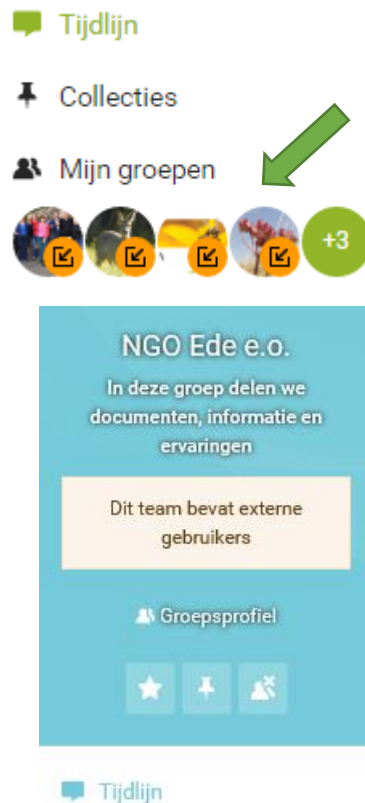 Tijdlijn
Collecties
Mijn groepen
+3
NGO Ede e.o.
In deze groep delen we
documenten, informatie en
ervaringen
Dit team bevat externe
gebruikers
Groepsprofiel
Tijdlijn